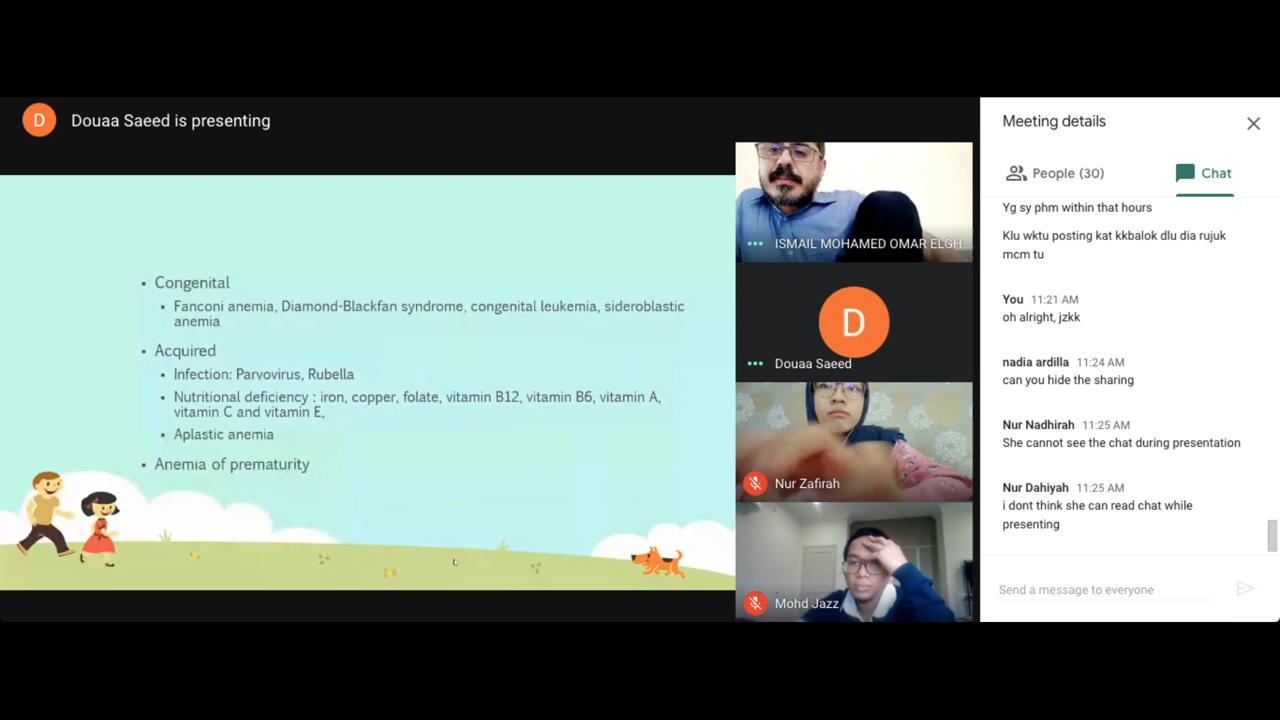 D
Douaa Saeed is presenting
Congenital
Fanconi anemia, Diamond-Blackfan syndrome, congenital leukemia, sideroblastic
anemia
Acquired
Infection: Parvovirus, Rubella
Nutritional deficiency : iron, copper, folate, vitamin B12, vitamin B6, vitamin A,
vitamin C and vitamin E,
Aplastic anemia
Anemia of prematurity
ISMAIL MOHAMED OMAR ELGH...
D
Douaa Saeed
Nur Zafirah
Mohd Jazz
Meeting details
People (30)
Chat
Yg sy phm within that hours
Klu wktu posting kat kkbalok dlu dia rujuk
mcm tu
You 11:21 AM
oh alright, jzkk
nadia ardilla 11:24 AM
can you hide the sharing
Nur Nadhirah 11:25 AM
She cannot see the chat during presentation
Nur Dahiyah 11:25 AM
i dont think she can read chat while
presenting
Send a message to everyone